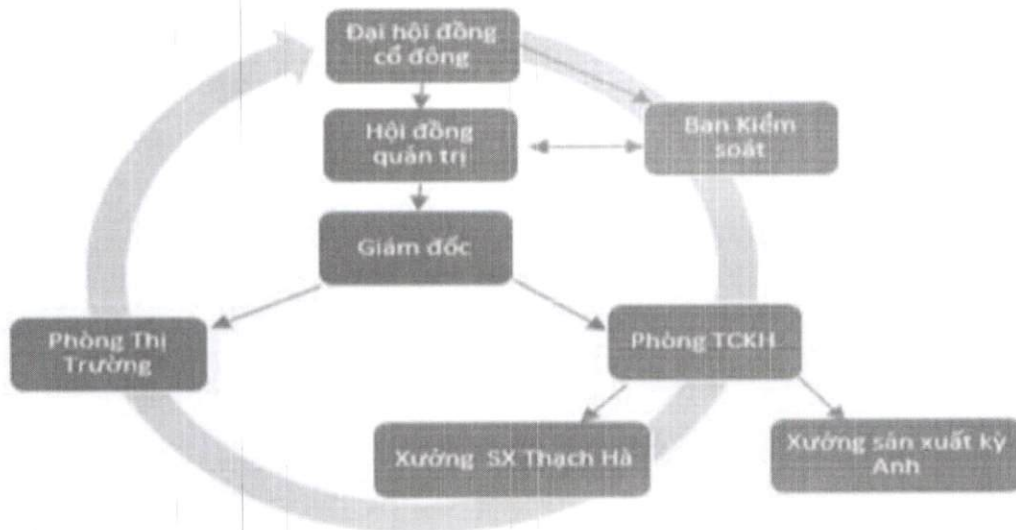 Đại hội đồng
cổ đông
Hội đồng
quản trị
Ban Kiểm
soát
Giám đốc
Phòng Thị
Trường
Phòng TCKH
Xưởng SX Thạch Hà
Xưởng sản xuất kỳ
Anh